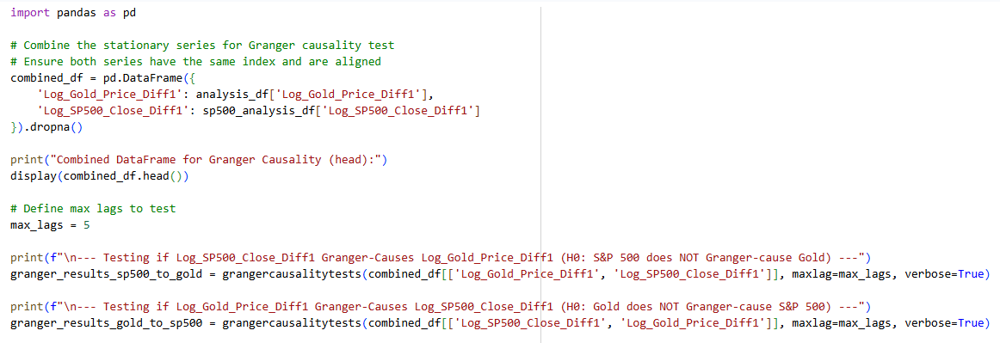 import pandas as pd
# Combine the stationary series for Granger causality test
# Ensure both series have the same index and are aligned
combined_df = pd.DataFrame({
    'Log_Gold_Price_Diff1': analysis_df['Log_Gold_Price_Diff1'],
    'Log_SP500_Close_Diff1': sp500_analysis_df['Log_SP500_Close_Diff1']
}).dropna()
print("Combined DataFrame for Granger Causality (head):")
display(combined_df.head())
# Define max lags to test
max_lags = 5
print(f"\n--- Testing if Log_SP500_Close_Diff1 Granger-Causes Log_Gold_Price_Diff1 (H0: S&P 500 does NOT Granger-cause Gold) ---")
granger_results_sp500_to_gold = grangercausalitytests(combined_df[['Log_Gold_Price_Diff1', 'Log_SP500_Close_Diff1']], maxlag=max_lags, verbose=True)
print(f"\n--- Testing if Log_Gold_Price_Diff1 Granger-Causes Log_SP500_Close_Diff1 (H0: Gold does NOT Granger-cause S&P 500) ---")
granger_results_gold_to_sp500 = grangercausalitytests(combined_df[['Log_SP500_Close_Diff1', 'Log_Gold_Price_Diff1']], maxlag=max_lags, verbose=True)